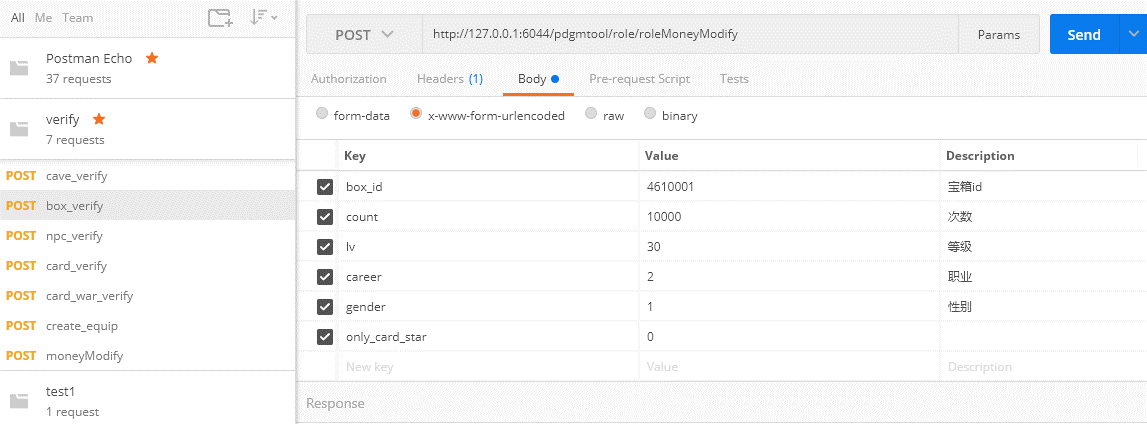 All Me Team
Postman Echo
37 requests
verify
7 requests
POST cave_verify
POST box_verify
POST npc_verify
POST card_verify
POST card_war_verify
POST create_equip
POST moneyModify
test1
1 request
POST http://127.0.0.1:6044/pdgmtool/role/roleMoneyModify Params Send
Authorization Headers (1) Body Pre-request Script Tests
form-data x-www-form-urlencoded raw binary
Key Value Description
box_id 4610001 宝箱id
count 10000 次数
lv 30 等级
career 2 职业
gender 1 性别
only_card_star 0
New key Value Description
Response